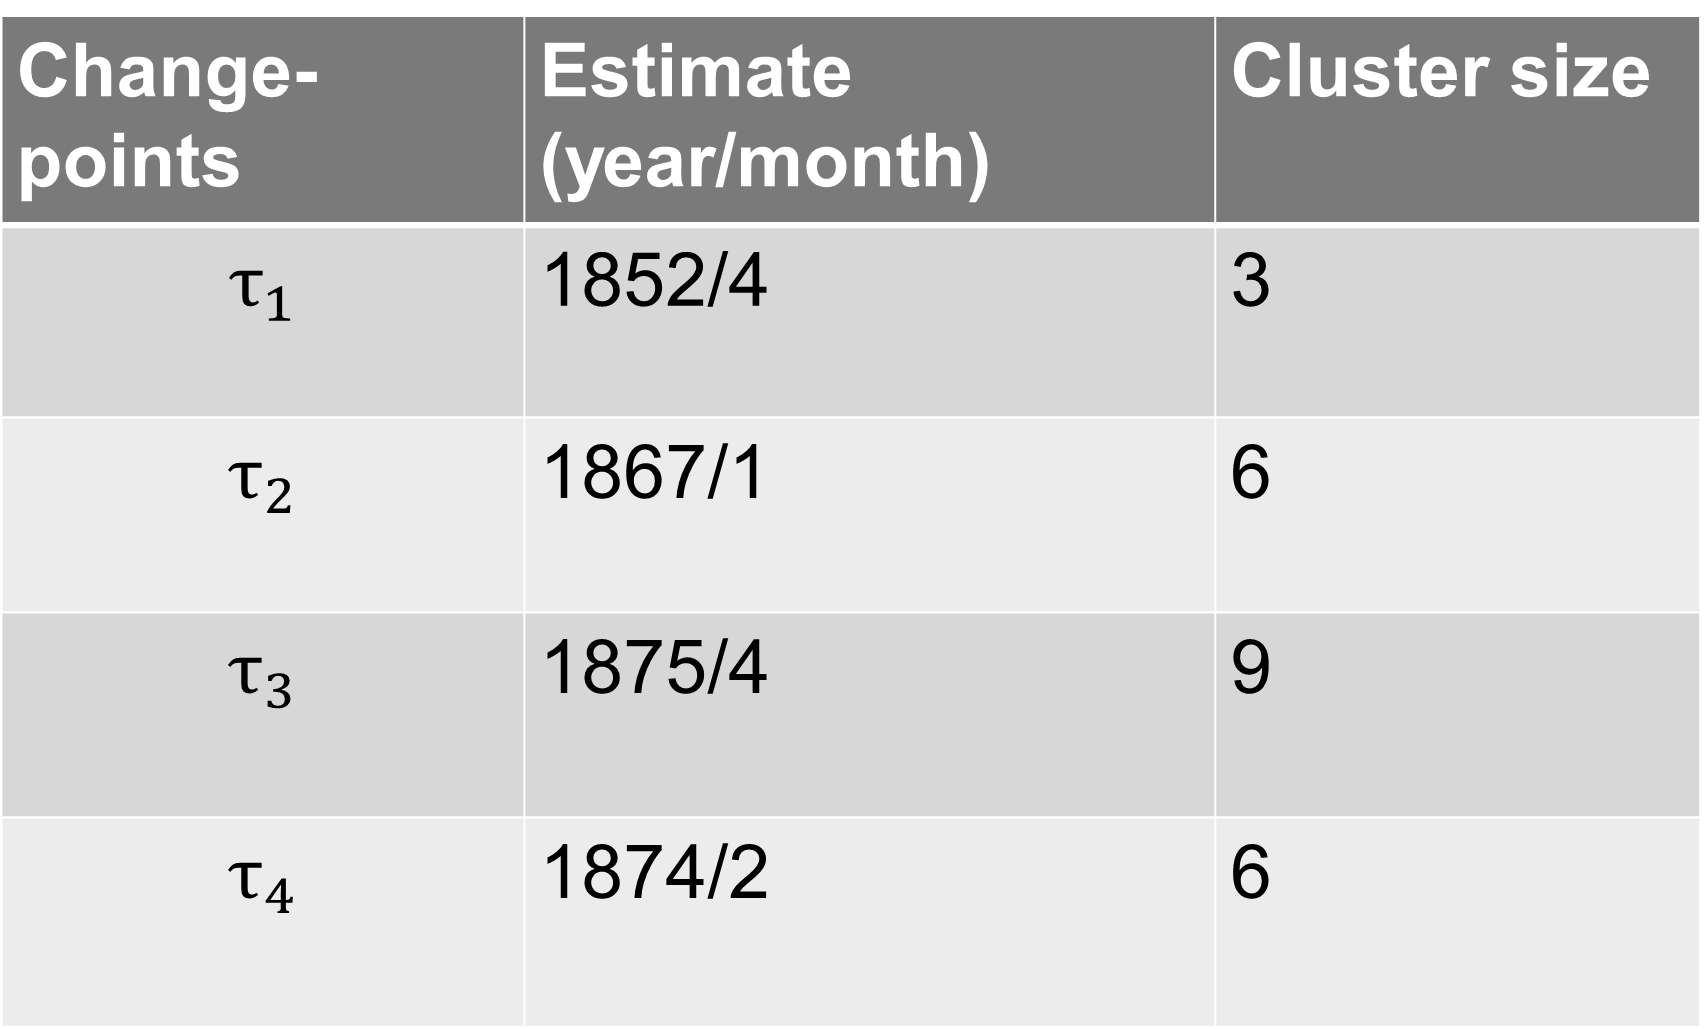 Change-
points
Estimate
(year/month)
Cluster size
τ₁ 1852/4 3
τ₂ 1867/1 6
τ₃ 1875/4 9
τ₄ 1874/2 6